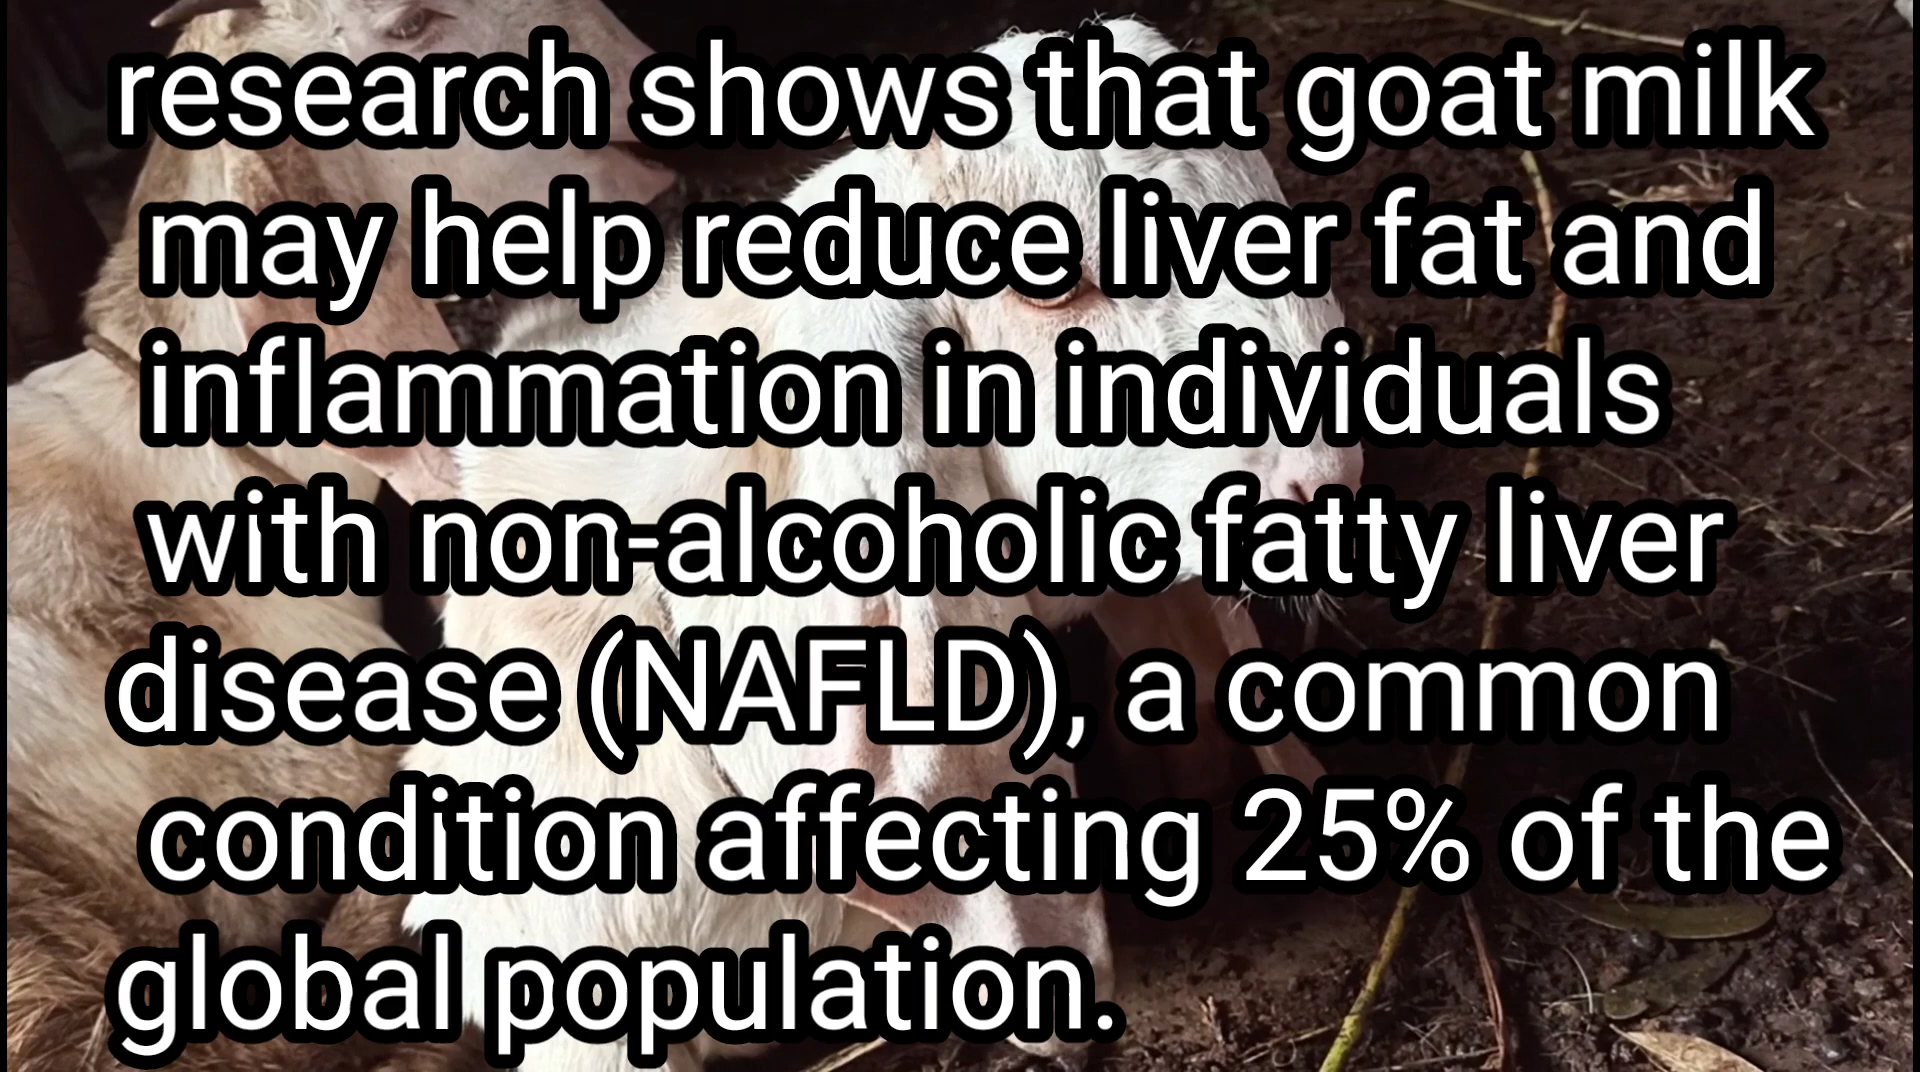 research shows that goat milk
may help reduce liver fat and
inflammation in individuals
with non-alcoholic fatty liver
disease (NAFLD), a common
condition affecting 25% of the
global population.